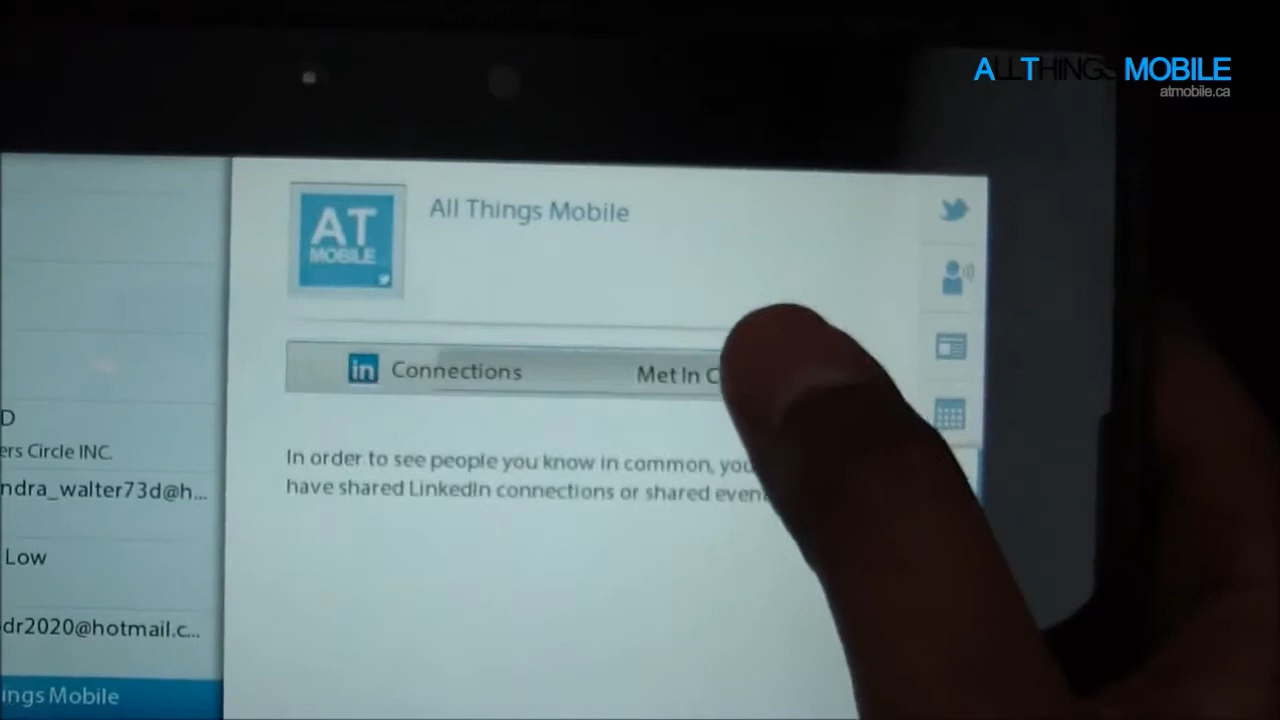 ALLTHINGS MOBILE
atmobile.ca
AT
MOBILE
All Things Mobile
in Connections
Met In C
In order to see people you know in common, you
have shared LinkedIn connections or shared even
D
ers Circle INC.
ndra_walter73d@h...
Low
dr2020@hotmail.c...
ings Mobile